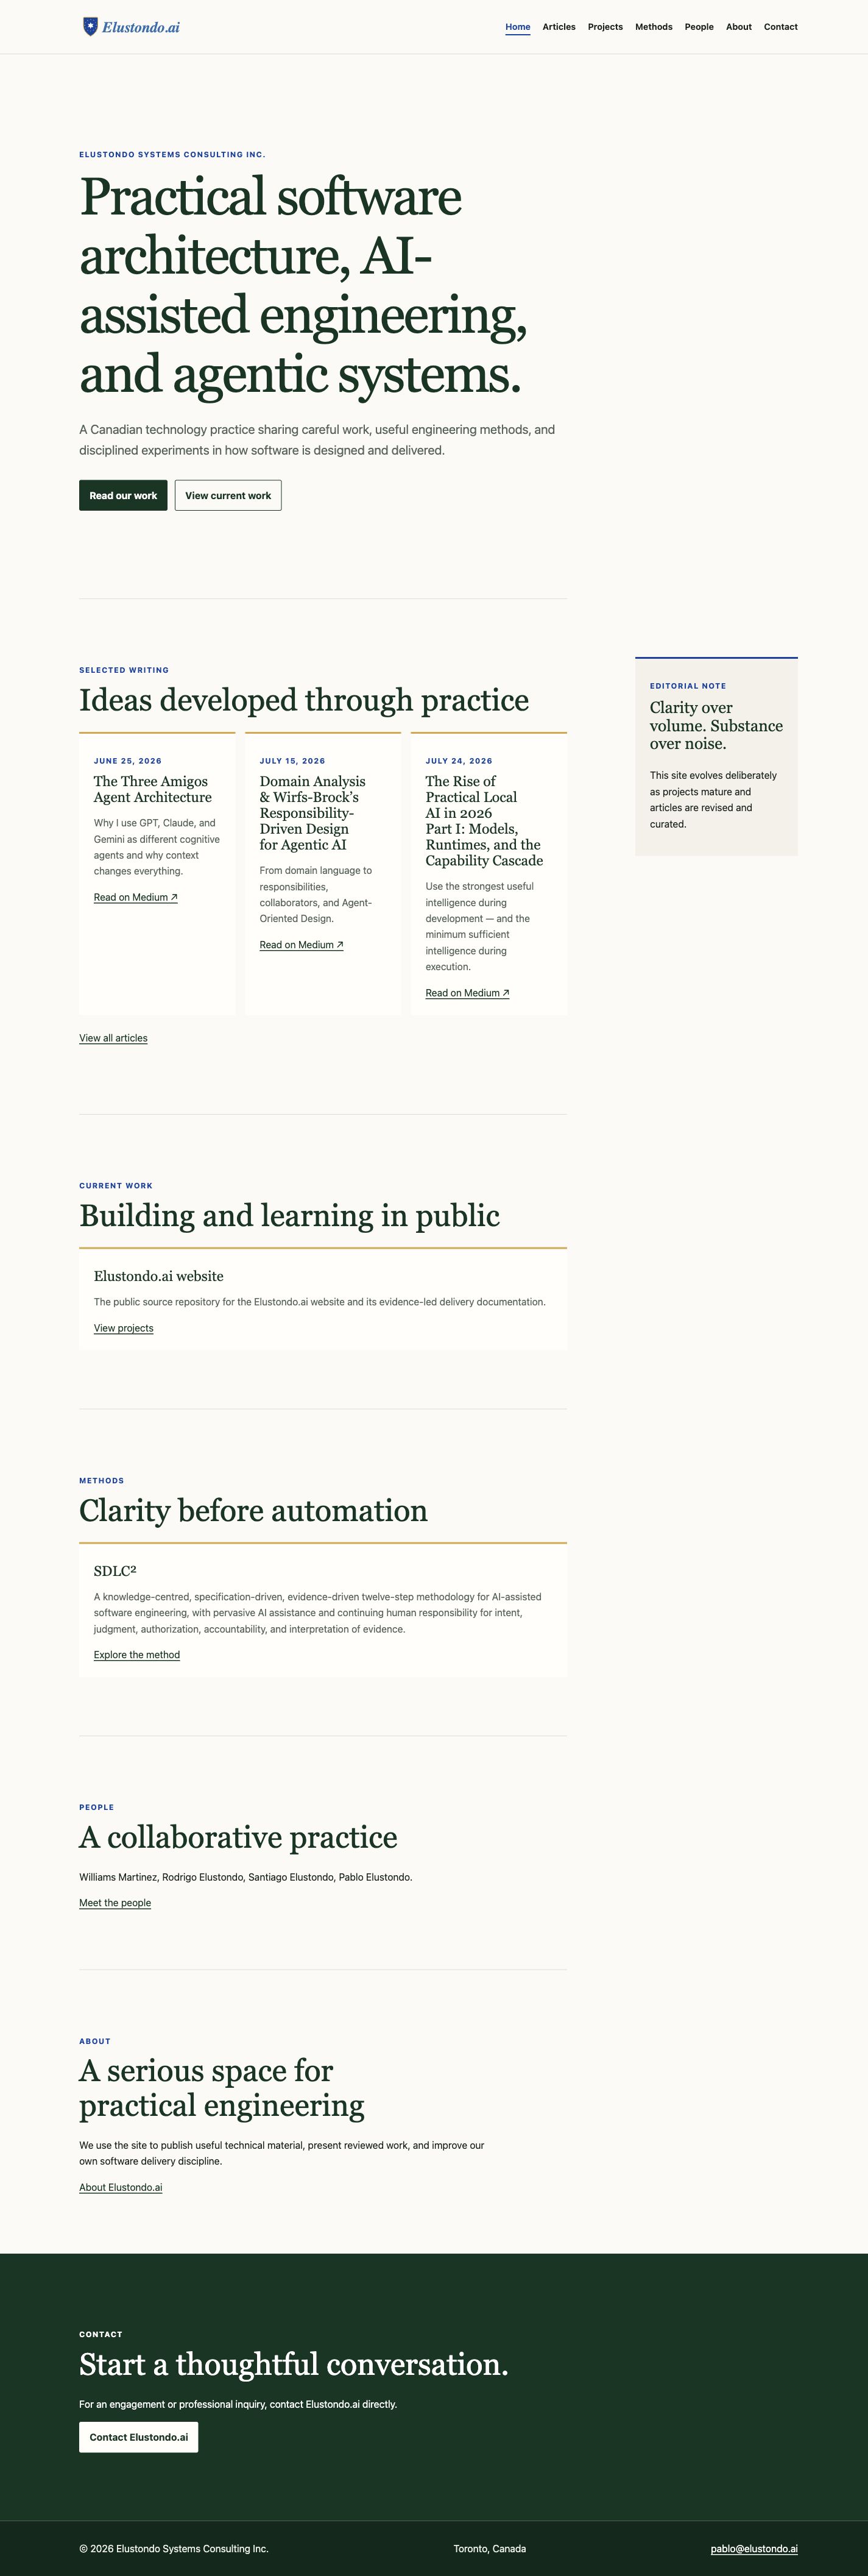 Elustondo.ai
Home Articles Projects Methods People About Contact
ELUSTONDO SYSTEMS CONSULTING INC.
Practical software
architecture, AI-
assisted engineering,
and agentic systems.
A Canadian technology practice sharing careful work, useful engineering methods, and
disciplined experiments in how software is designed and delivered.
Read our work View current work
SELECTED WRITING
Ideas developed through practice
JUNE 25, 2026
The Three Amigos
Agent Architecture
Why I use GPT, Claude, and
Gemini as different cognitive
agents and why context
changes everything.
Read on Medium ↗
JULY 15, 2026
Domain Analysis
& Wirfs-Brock’s
Responsibility-
Driven Design
for Agentic AI
From domain language to
responsibilities,
collaborators, and Agent-
Oriented Design.
Read on Medium ↗
JULY 24, 2026
The Rise of
Practical Local
AI in 2026
Part I: Models,
Runtimes, and the
Capability Cascade
Use the strongest useful
intelligence during
development — and the
minimum sufficient
intelligence during
execution.
Read on Medium ↗
View all articles
EDITORIAL NOTE
Clarity over
volume. Substance
over noise.
This site evolves deliberately
as projects mature and
articles are revised and
curated.
CURRENT WORK
Building and learning in public
Elustondo.ai website
The public source repository for the Elustondo.ai website and its evidence-led delivery documentation.
View projects
METHODS
Clarity before automation
SDLC²
A knowledge-centred, specification-driven, evidence-driven twelve-step methodology for AI-assisted
software engineering, with pervasive AI assistance and continuing human responsibility for intent,
judgment, authorization, accountability, and interpretation of evidence.
Explore the method
PEOPLE
A collaborative practice
Williams Martinez, Rodrigo Elustondo, Santiago Elustondo, Pablo Elustondo.
Meet the people
ABOUT
A serious space for
practical engineering
We use the site to publish useful technical material, present reviewed work, and improve our
own software delivery discipline.
About Elustondo.ai
CONTACT
Start a thoughtful conversation.
For an engagement or professional inquiry, contact Elustondo.ai directly.
Contact Elustondo.ai
© 2026 Elustondo Systems Consulting Inc. Toronto, Canada pablo@elustondo.ai